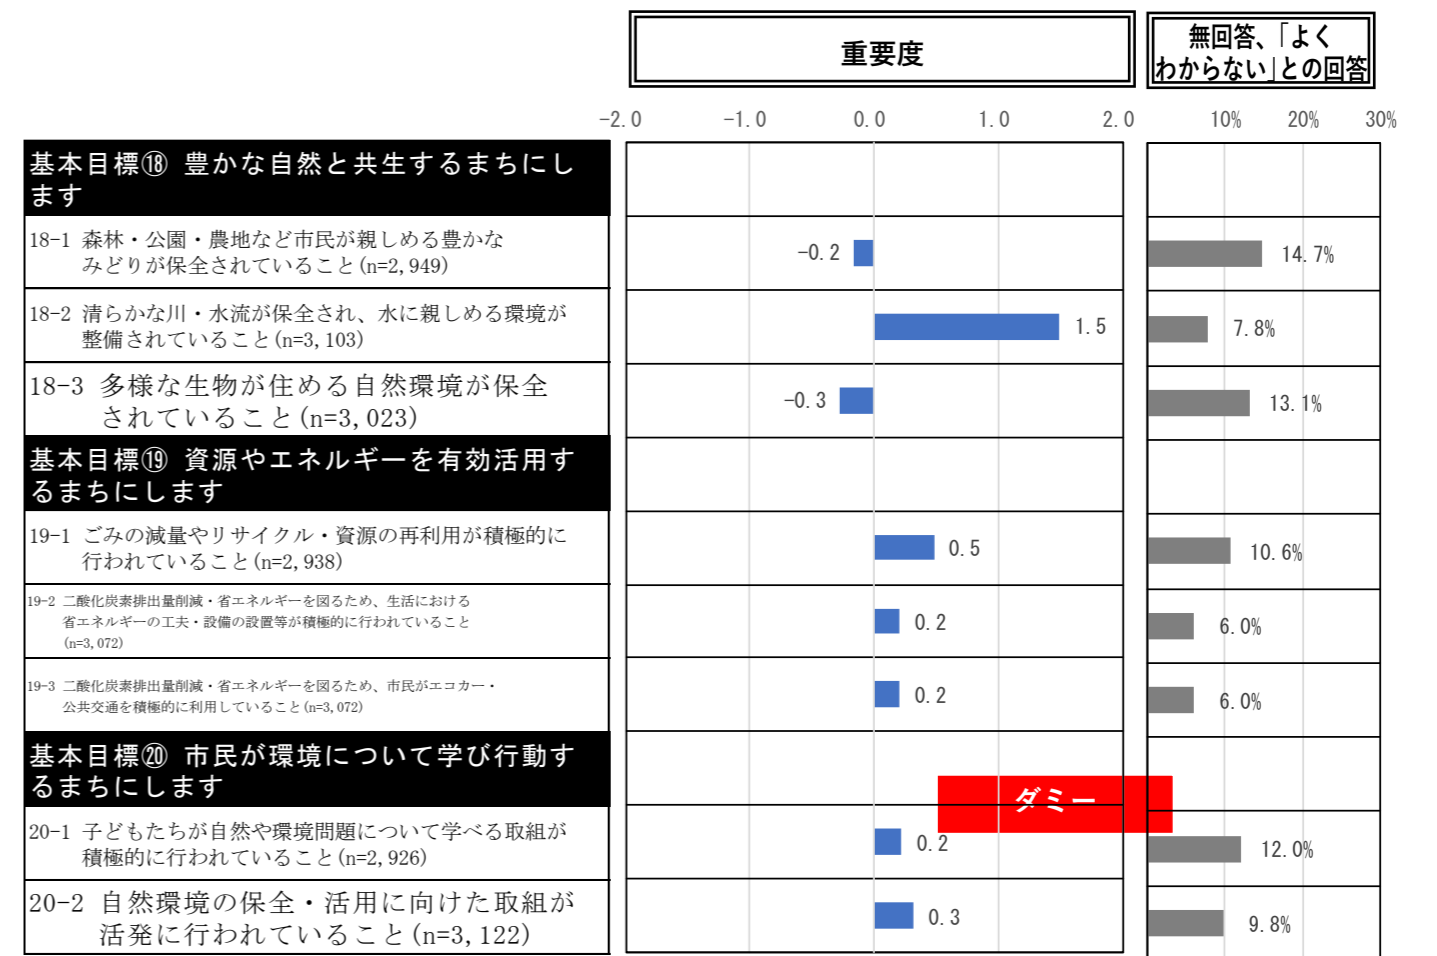 重要度
無回答、「よく
わからない」との回答
-2.0 -1.0 0.0 1.0 2.0
10% 20% 30%
基本目標⑱ 豊かな自然と共生するまちにし
ます
18-1 森林・公園・農地など市民が親しめる豊かな
みどりが保全されていること(n=2,949)
-0.2
14.7%
18-2 清らかな川・水流が保全され、水に親しめる環境が
整備されていること(n=3,103)
1.5
7.8%
18-3 多様な生物が住める自然環境が保全
されていること(n=3,023)
-0.3
13.1%
基本目標⑲ 資源やエネルギーを有効活用す
るまちにします
19-1 ごみの減量やリサイクル・資源の再利用が積極的に
行われていること(n=2,938)
0.5
10.6%
19-2 二酸化炭素排出量削減・省エネルギーを図るため、生活における
省エネルギーの工夫・設備の設置等が積極的に行われていること
(n=3,072)
0.2
6.0%
19-3 二酸化炭素排出量削減・省エネルギーを図るため、市民がエコカー・
公共交通を積極的に利用していること(n=3,072)
0.2
6.0%
基本目標⑳ 市民が環境について学び行動す
るまちにします
ダミー
20-1 子どもたちが自然や環境問題について学べる取組が
積極的に行われていること(n=2,926)
0.2
12.0%
20-2 自然環境の保全・活用に向けた取組が
活発に行われていること(n=3,122)
0.3
9.8%